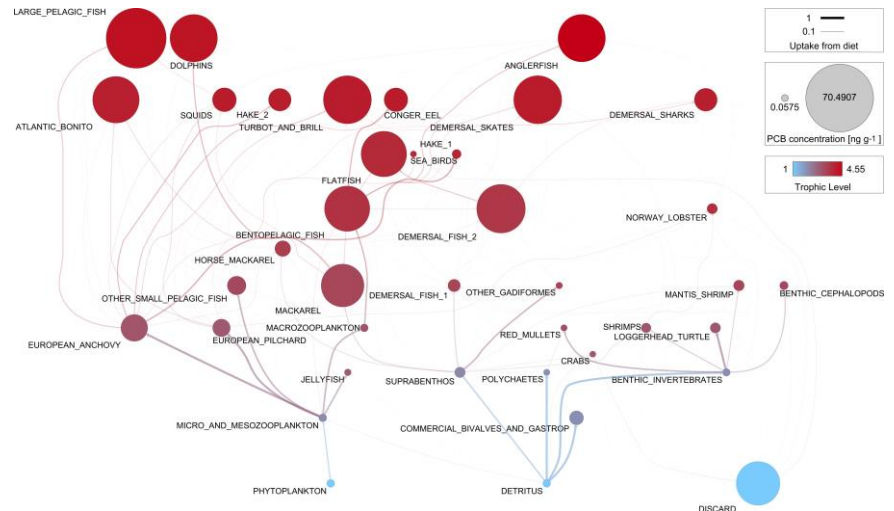 LARGE_PELAGIC_FISH
DOLPHINS
ANGLERFISH
ATLANTIC_BONITO
SQUIDS
HAKE_2
TURBOT_AND_BRILL
CONGER_EEL
DEMERSAL_SKATES
DEMERSAL_SHARKS
HAKE_1
SEA_BIRDS
FLATFISH
BENTOPELAGIC_FISH
DEMERSAL_FISH_2
NORWAY_LOBSTER
HORSE_MACKAREL
OTHER_SMALL_PELAGIC_FISH
MACKAREL
DEMERSAL_FISH_1
OTHER_GADIFORMES
MANTIS_SHRIMP
BENTHIC_CEPHALOPODS
EUROPEAN_ANCHOVY
EUROPEAN_PILCHARD
MACROZOOPLANKTON
RED_MULLETS
SHRIMPS
LOGGERHEAD_TURTLE
CRABS
JELLYFISH
SUPRABENTHOS
POLYCHAETES
BENTHIC_INVERTEBRATES
MICRO_AND_MESOZOOPLANKTON
COMMERCIAL_BIVALVES_AND_GASTROP
PHYTOPLANKTON
DETRITUS
DISCARD
1
0.1
Uptake from diet
0.0575
70.4907
PCB concentration [ng g-1 ]
1 4.55
Trophic Level